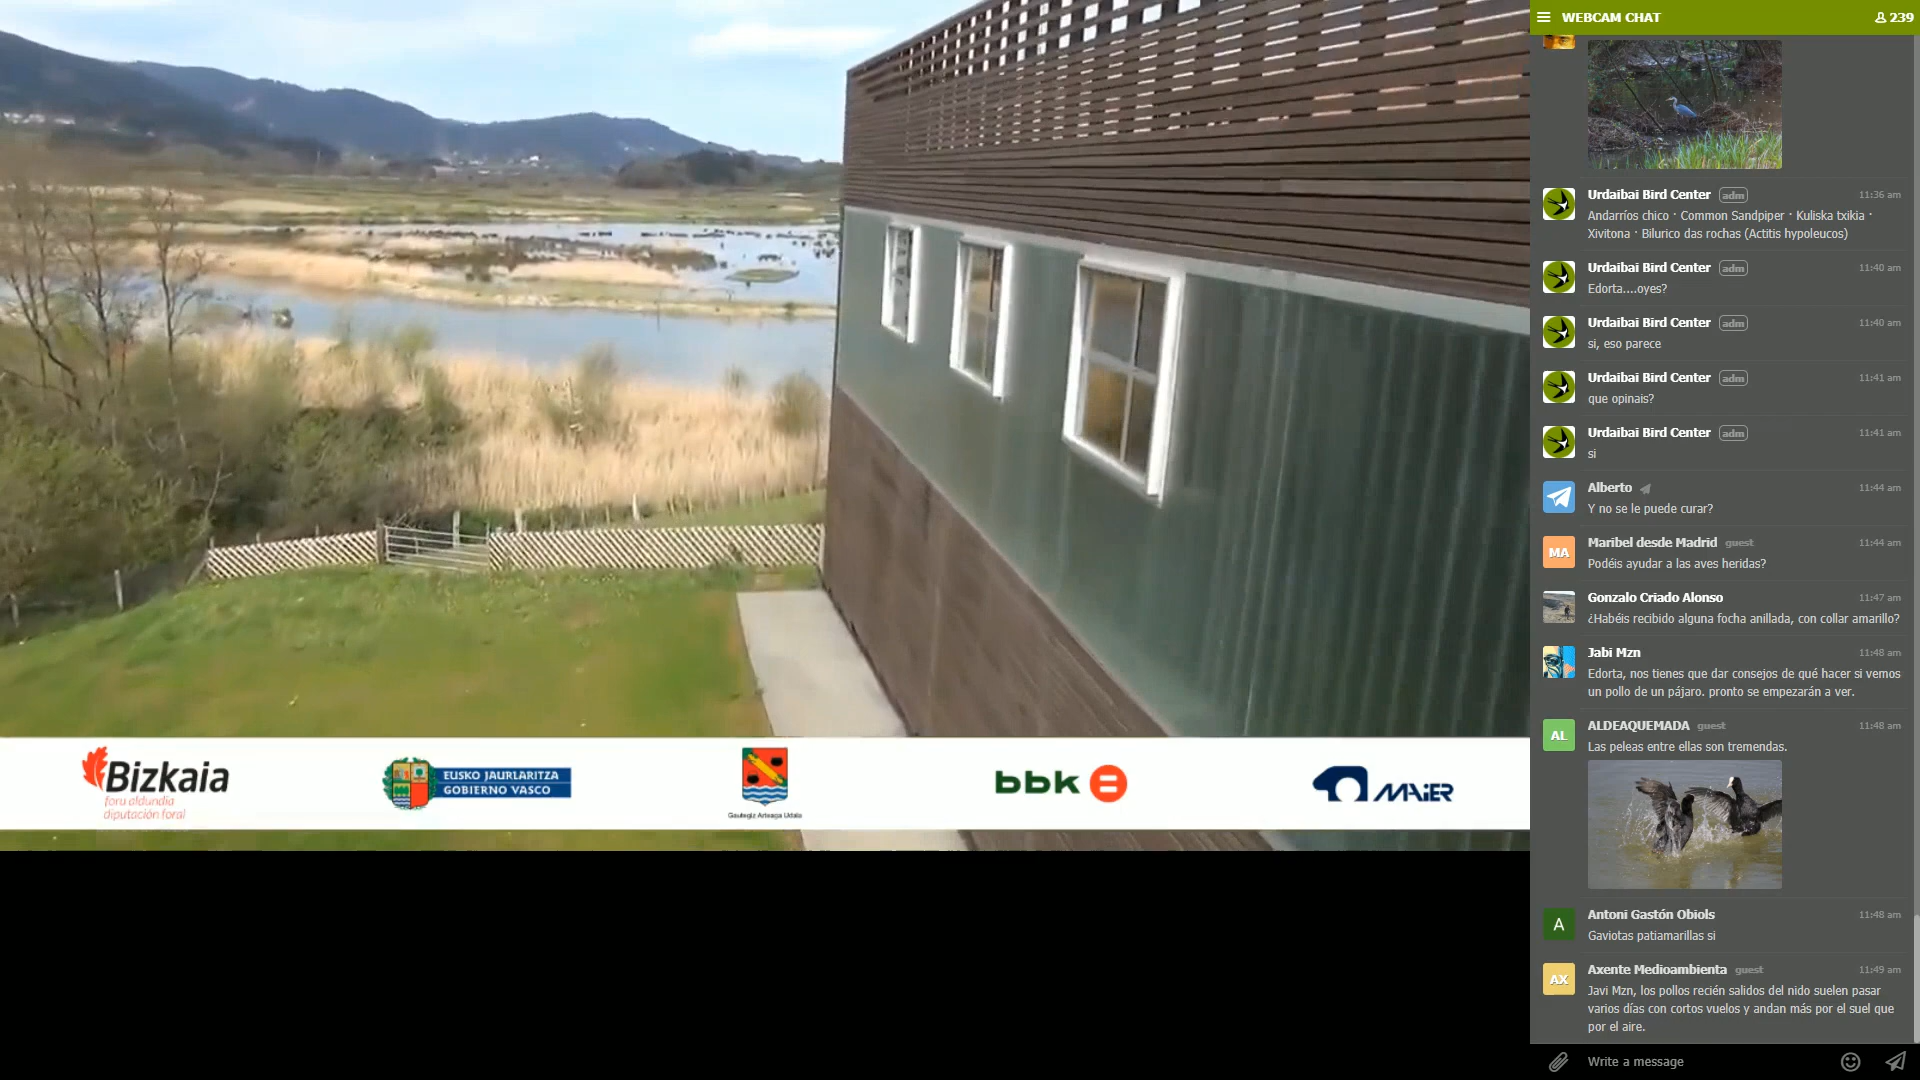 Bizkaia
foru aldundia
diputación foral
EUSKO JAURLARITZA
GOBIERNO VASCO
Gautegiz Arteaga Udala
bbk
MAIER
WEBCAM CHAT
239
Urdaibai Bird Center adm 11:36 am
Andarríos chico · Common Sandpiper · Kuliska txikia ·
Xivitona · Bilurico das rochas (Actitis hypoleucos)
Urdaibai Bird Center adm 11:40 am
Edorta....oyes?
Urdaibai Bird Center adm 11:40 am
si, eso parece
Urdaibai Bird Center adm 11:41 am
que opinais?
Urdaibai Bird Center adm 11:41 am
si
Alberto 11:44 am
Y no se le puede curar?
MA
Maribel desde Madrid guest 11:44 am
Podéis ayudar a las aves heridas?
Gonzalo Criado Alonso 11:47 am
¿Habéis recibido alguna focha anillada, con collar amarillo?
Jabi Mzn 11:48 am
Edorta, nos tienes que dar consejos de qué hacer si vemos
un pollo de un pájaro. pronto se empezarán a ver.
AL
ALDEAQUEMADA guest 11:48 am
Las peleas entre ellas son tremendas.
A
Antoni Gastón Obiols 11:48 am
Gaviotas patiamarillas si
AX
Axente Medioambienta guest 11:49 am
Javi Mzn, los pollos recién salidos del nido suelen pasar
varios días con cortos vuelos y andan más por el suel que
por el aire.
Write a message